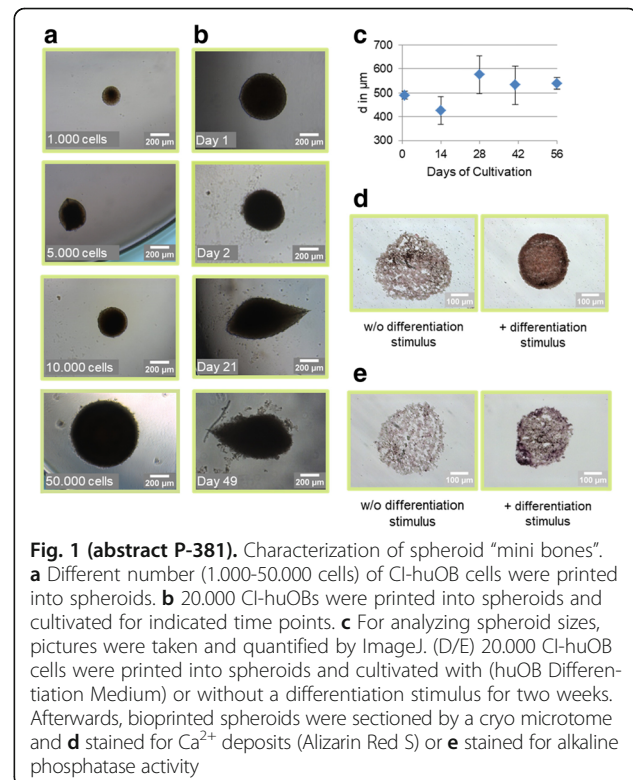 a
b
c
1.000 cells
200 µm
5.000 cells
200 µm
10.000 cells
200 µm
50.000 cells
200 µm
Day 1
200 µm
Day 2
200 µm
Day 21
200 µm
Day 49
200 µm
700
600
500
400
300
d in µm
0 14 28 42 56
Days of Cultivation
d
100 µm
100 µm
w/o differentiation
stimulus
+ differentiation
stimulus
e
100 µm
100 µm
w/o differentiation
stimulus
+ differentiation
stimulus
Fig. 1 (abstract P-381). Characterization of spheroid “mini bones”.
a Different number (1.000-50.000 cells) of CI-huOB cells were printed
into spheroids. b 20.000 CI-huOBs were printed into spheroids and
cultivated for indicated time points. c For analyzing spheroid sizes,
pictures were taken and quantified by ImageJ. (D/E) 20.000 CI-huOB
cells were printed into spheroids and cultivated with (huOB Differen-
tiation Medium) or without a differentiation stimulus for two weeks.
Afterwards, bioprinted spheroids were sectioned by a cryo microtome
and d stained for Ca²⁺ deposits (Alizarin Red S) or e stained for alkaline
phosphatase activity